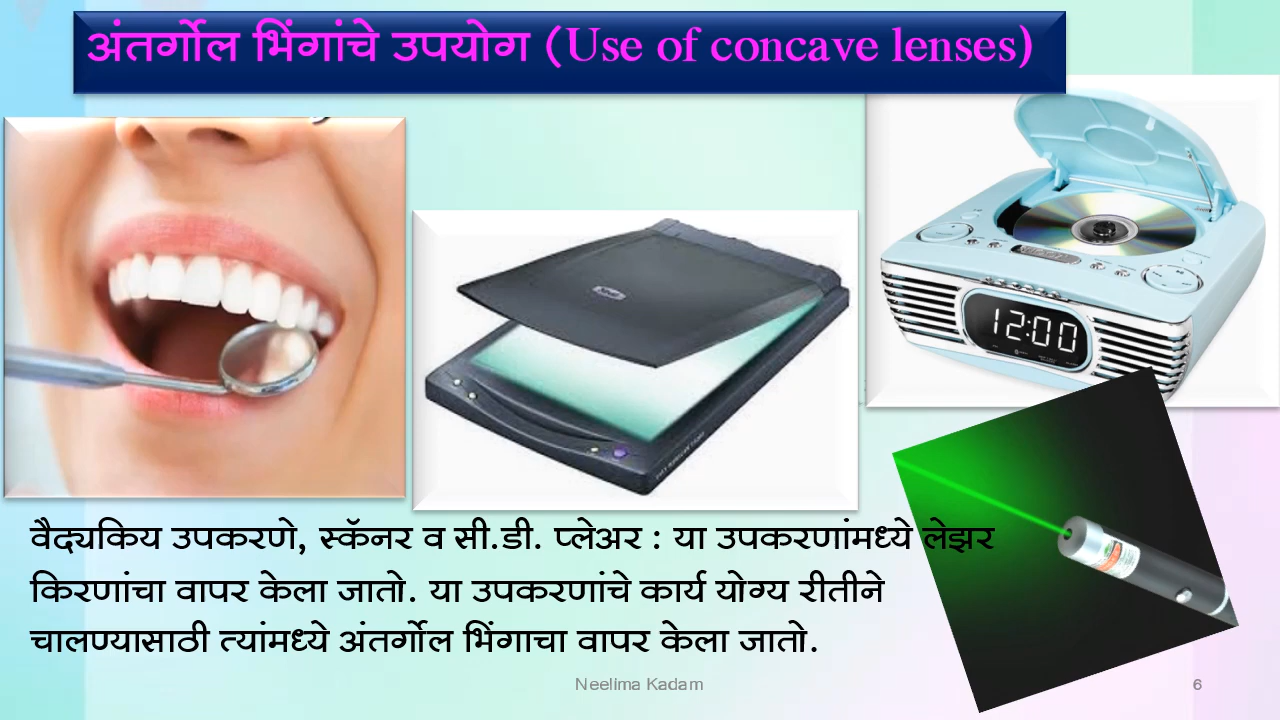 अंतर्गोल भिंगांचे उपयोग (Use of concave lenses)
12:00
वैद्यकिय उपकरणे, स्कॅनर व सी.डी. प्लेअर : या उपकरणांमध्ये लेझर
किरणांचा वापर केला जातो. या उपकरणांचे कार्य योग्य रीतीने
चालण्यासाठी त्यांमध्ये अंतर्गोल भिंगाचा वापर केला जातो.
Neelima Kadam
6